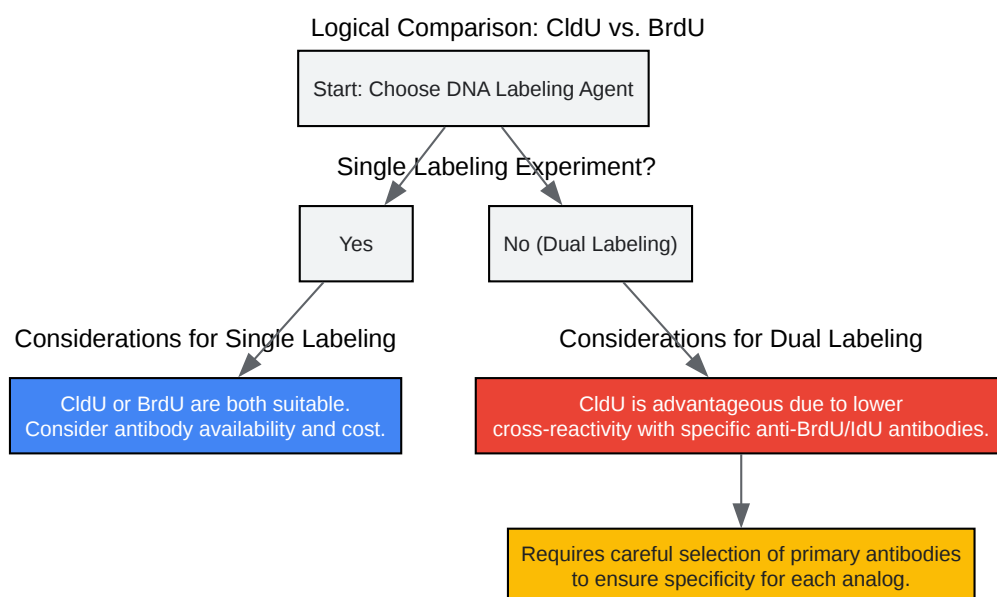 Logical Comparison: CldU vs. BrdU
Start: Choose DNA Labeling Agent
Single Labeling Experiment?
Yes
No (Dual Labeling)
Considerations for Single Labeling
Considerations for Dual Labeling
CldU or BrdU are both suitable.
Consider antibody availability and cost.
CldU is advantageous due to lower
cross-reactivity with specific anti-BrdU/IdU antibodies.
Requires careful selection of primary antibodies
to ensure specificity for each analog.